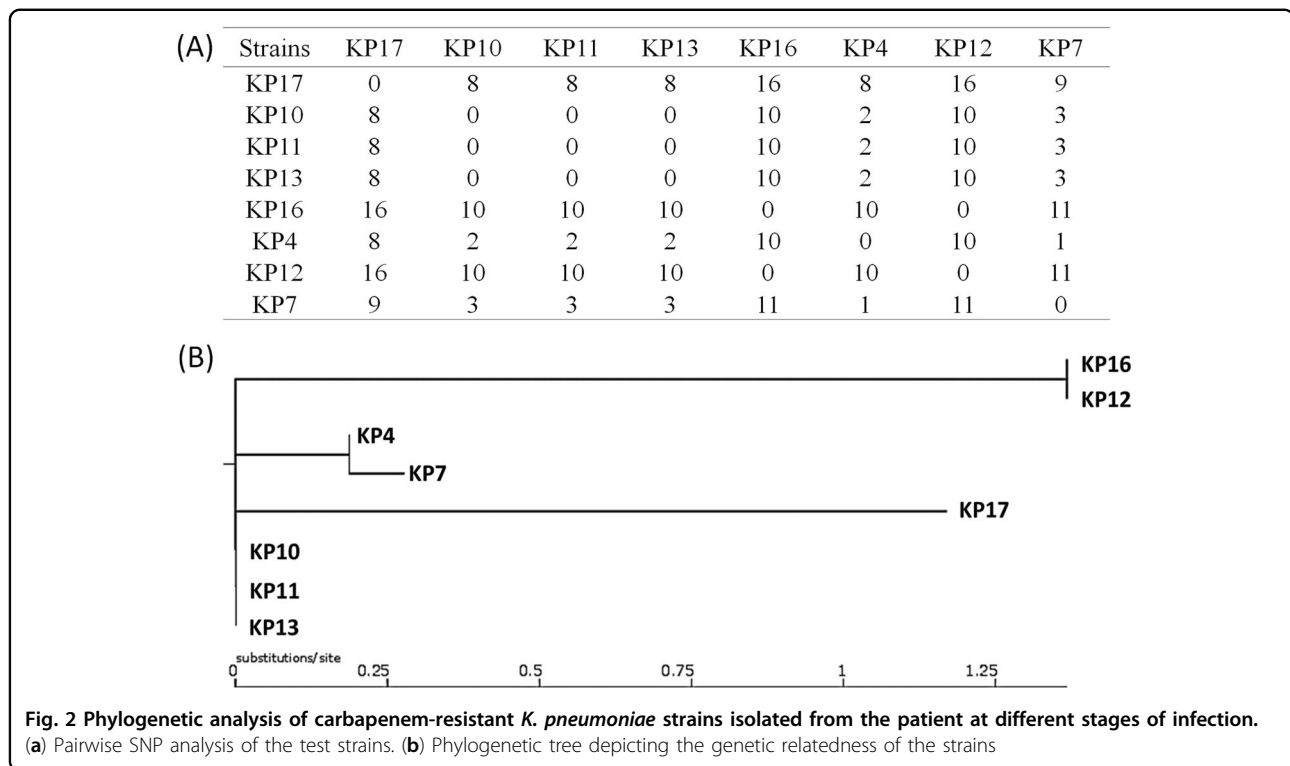 (A) Strains KP17 KP10 KP11 KP13 KP16 KP4 KP12 KP7
KP17 0 8 8 8 16 8 16 9
KP10 8 0 0 0 10 2 10 3
KP11 8 0 0 0 10 2 10 3
KP13 8 0 0 0 10 2 10 3
KP16 16 10 10 10 0 10 0 11
KP4 8 2 2 2 10 0 10 1
KP12 16 10 10 10 0 10 0 11
KP7 9 3 3 3 11 1 11 0
(B)
KP16
KP12
KP4
KP7
KP17
KP10
KP11
KP13
substitutions/site
0 0.25 0.5 0.75 1 1.25
Fig. 2 Phylogenetic analysis of carbapenem-resistant K. pneumoniae strains isolated from the patient at different stages of infection.
(a) Pairwise SNP analysis of the test strains. (b) Phylogenetic tree depicting the genetic relatedness of the strains